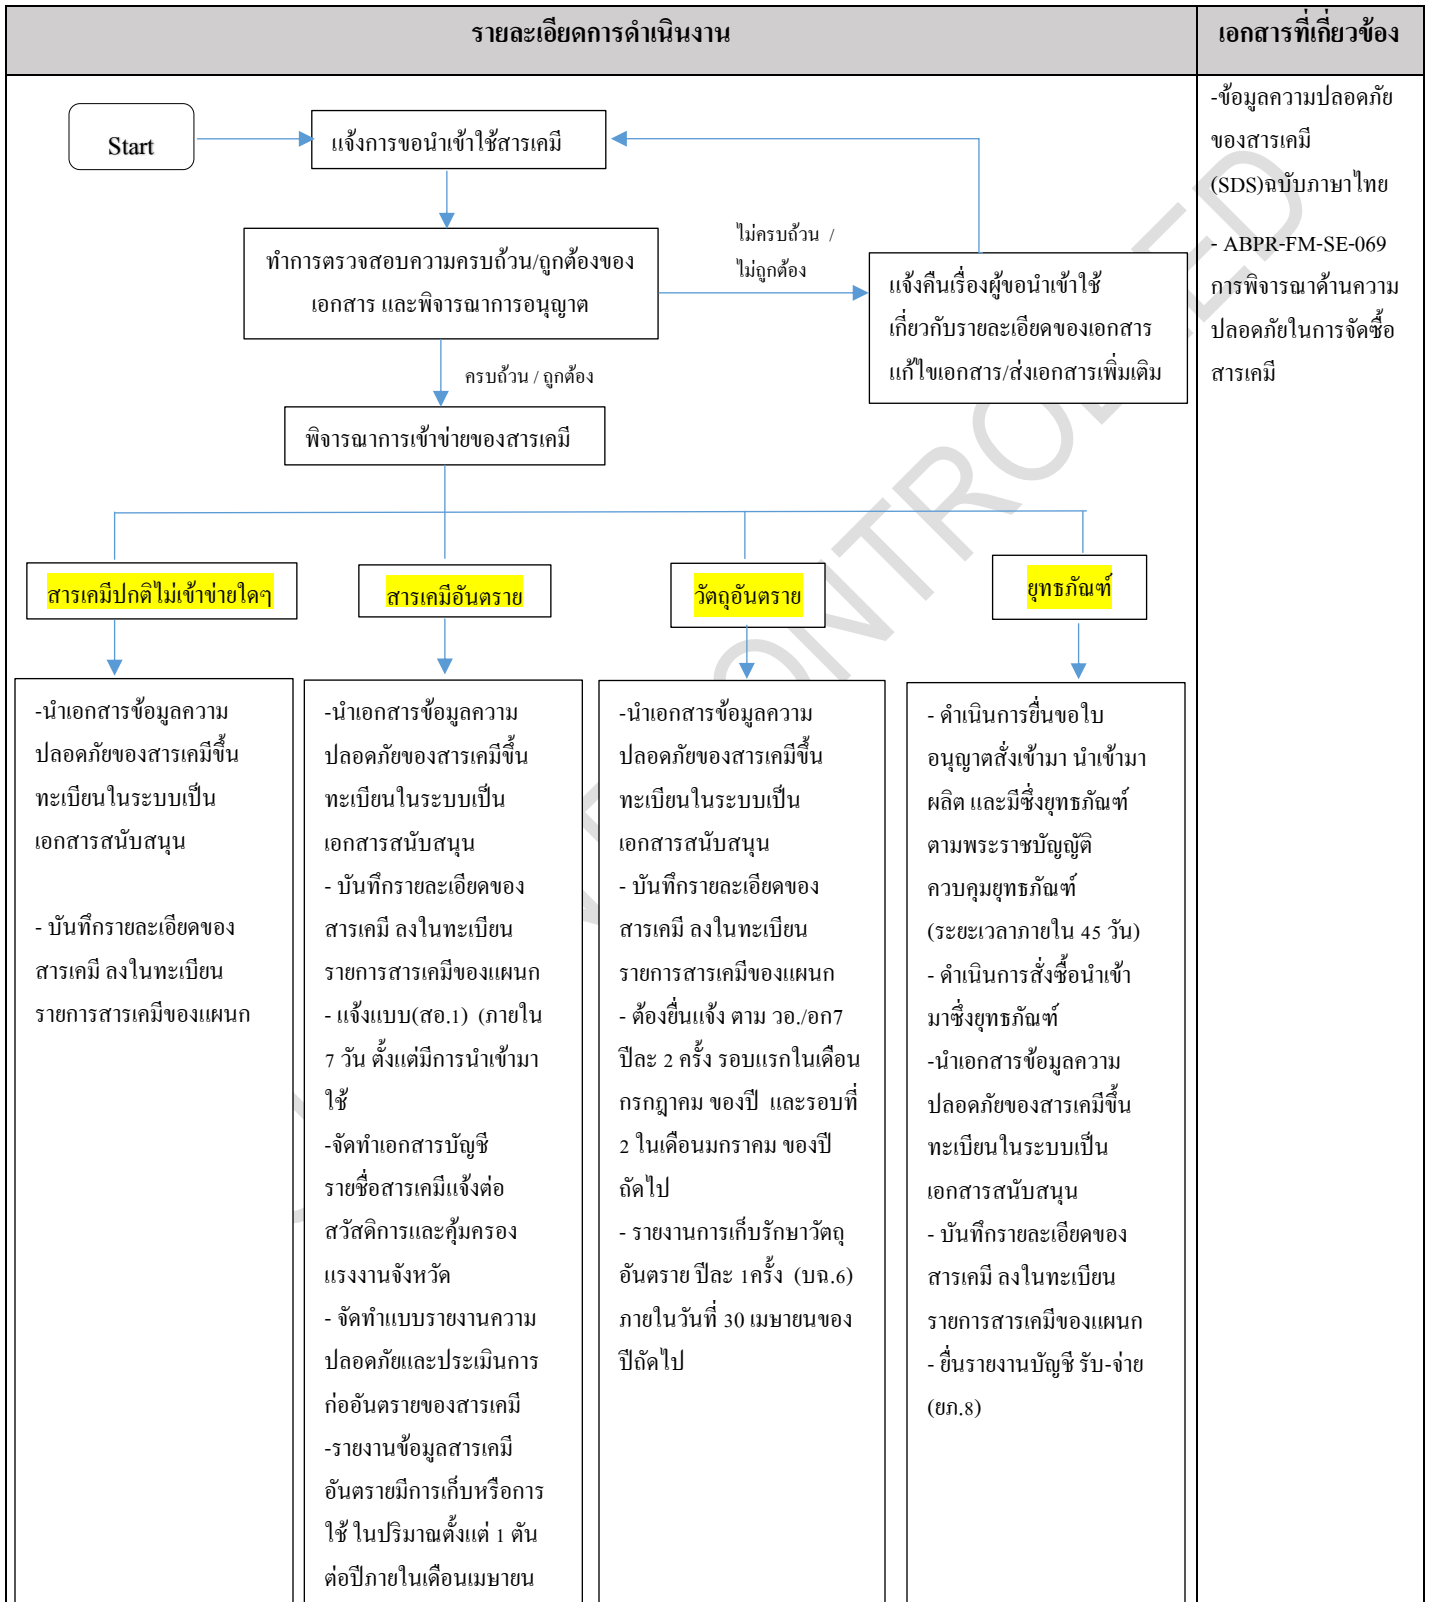 รายละเอียดการดำเนินงาน
เอกสารที่เกี่ยวข้อง
Start
แจ้งการขอนำเข้าใช้สารเคมี
ทำการตรวจสอบความครบถ้วน/ถูกต้องของ
เอกสาร และพิจารณาการอนุญาต
ไม่ครบถ้วน /
ไม่ถูกต้อง
แจ้งคืนเรื่องผู้ขอนำเข้าใช้
เกี่ยวกับรายละเอียดของเอกสาร
แก้ไขเอกสาร/ส่งเอกสารเพิ่มเติม
ครบถ้วน / ถูกต้อง
พิจารณาการเข้าข่ายของสารเคมี
สารเคมีปกติไม่เข้าข่ายใดๆ
-นำเอกสารข้อมูลความ
ปลอดภัยของสารเคมีขึ้น
ทะเบียนในระบบเป็น
เอกสารสนับสนุน
- บันทึกรายละเอียดของ
สารเคมี ลงในทะเบียน
รายการสารเคมีของแผนก
สารเคมีอันตราย
-นำเอกสารข้อมูลความ
ปลอดภัยของสารเคมีขึ้น
ทะเบียนในระบบเป็น
เอกสารสนับสนุน
- บันทึกรายละเอียดของ
สารเคมี ลงในทะเบียน
รายการสารเคมีของแผนก
- แจ้งแบบ(สอ.1) (ภายใน
7 วัน ตั้งแต่มีการนำเข้ามา
ใช้
-จัดทำเอกสารบัญชี
รายชื่อสารเคมีแจ้งต่อ
สวัสดิการและคุ้มครอง
แรงงานจังหวัด
- จัดทำแบบรายงานความ
ปลอดภัยและประเมินการ
ก่ออันตรายของสารเคมี
-รายงานข้อมูลสารเคมี
อันตรายมีการเก็บหรือการ
ใช้ ในปริมาณตั้งแต่ 1 ตัน
ต่อปีภายในเดือนเมษายน
วัตถุอันตราย
-นำเอกสารข้อมูลความ
ปลอดภัยของสารเคมีขึ้น
ทะเบียนในระบบเป็น
เอกสารสนับสนุน
- บันทึกรายละเอียดของ
สารเคมี ลงในทะเบียน
รายการสารเคมีของแผนก
- ต้องยื่นแจ้ง ตาม วอ./อก7
ปีละ 2 ครั้ง รอบแรกในเดือน
กรกฎาคม ของปี และรอบที่
2 ในเดือนมกราคม ของปี
ถัดไป
- รายงานการเก็บรักษาวัตถุ
อันตราย ปีละ 1ครั้ง (บฉ.6)
ภายในวันที่ 30 เมษายนของ
ปีถัดไป
ยุทธภัณฑ์
- ดำเนินการยื่นขอใบ
อนุญาตสั่งเข้ามา นำเข้ามา
ผลิต และมีซึ่งยุทธภัณฑ์
ตามพระราชบัญญัติ
ควบคุมยุทธภัณฑ์
(ระยะเวลาภายใน 45 วัน)
- ดำเนินการสั่งซื้อนำเข้า
มาซึ่งยุทธภัณฑ์
-นำเอกสารข้อมูลความ
ปลอดภัยของสารเคมีขึ้น
ทะเบียนในระบบเป็น
เอกสารสนับสนุน
- บันทึกรายละเอียดของ
สารเคมี ลงในทะเบียน
รายการสารเคมีของแผนก
- ยื่นรายงานบัญชี รับ-จ่าย
(ยภ.8)
-ข้อมูลความปลอดภัย
ของสารเคมี
(SDS)ฉบับภาษาไทย
- ABPR-FM-SE-069
การพิจารณาด้านความ
ปลอดภัยในการจัดซื้อ
สารเคมี